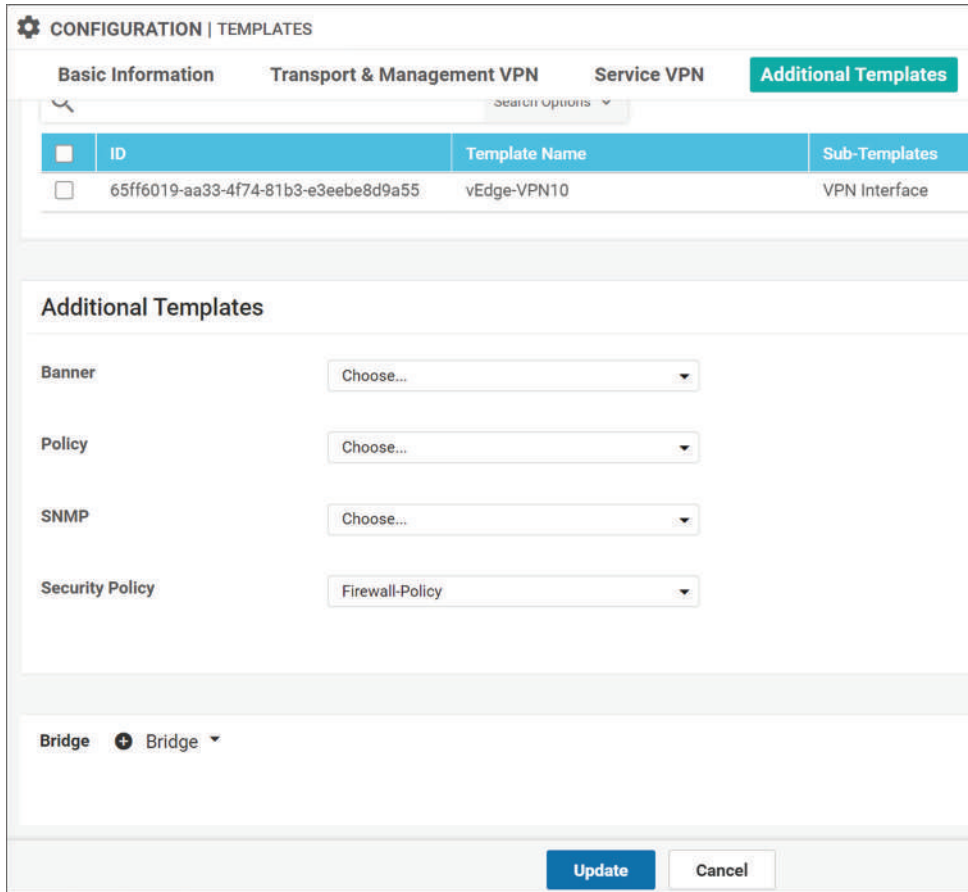 CONFIGURATION | TEMPLATES
Basic Information Transport & Management VPN Service VPN Additional Templates
Search Options
ID Template Name Sub-Templates
65ff6019-aa33-4f74-81b3-e3eebe8d9a55 vEdge-VPN10 VPN Interface
Additional Templates
Banner Choose...
Policy Choose...
SNMP Choose...
Security Policy Firewall-Policy
Bridge Bridge
Update Cancel